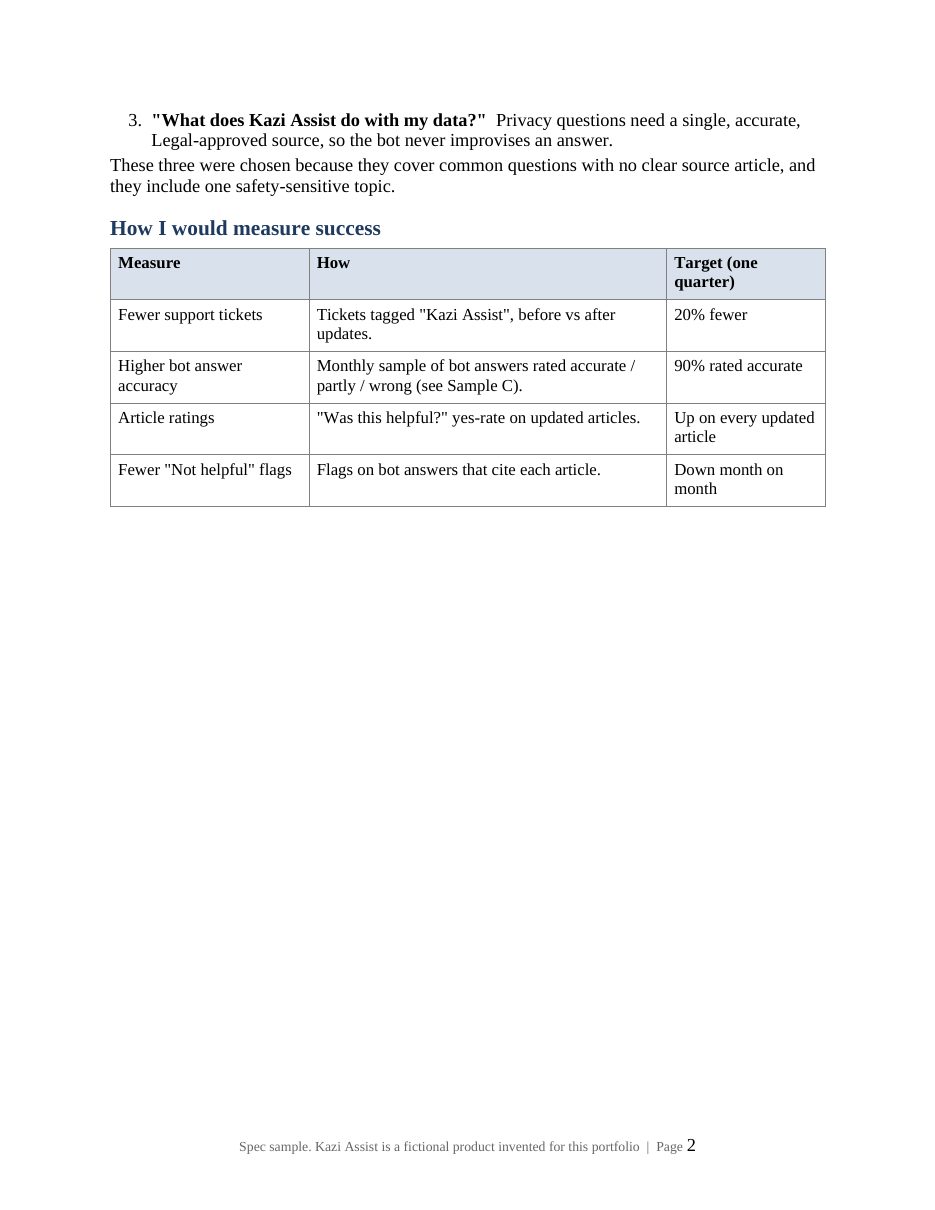 3. "What does Kazi Assist do with my data?" Privacy questions need a single, accurate,
Legal-approved source, so the bot never improvises an answer.
These three were chosen because they cover common questions with no clear source article, and
they include one safety-sensitive topic.
How I would measure success
Measure How Target (one
quarter)
Fewer support tickets Tickets tagged "Kazi Assist", before vs after 20% fewer
updates.
Higher bot answer Monthly sample of bot answers rated accurate / 90% rated accurate
accuracy partly / wrong (see Sample C).
Article ratings "Was this helpful?" yes-rate on updated articles. Up on every updated
article
Fewer "Not helpful" flags Flags on bot answers that cite each article. Down month on
month
Spec sample. Kazi Assist is a fictional product invented for this portfolio | Page 2